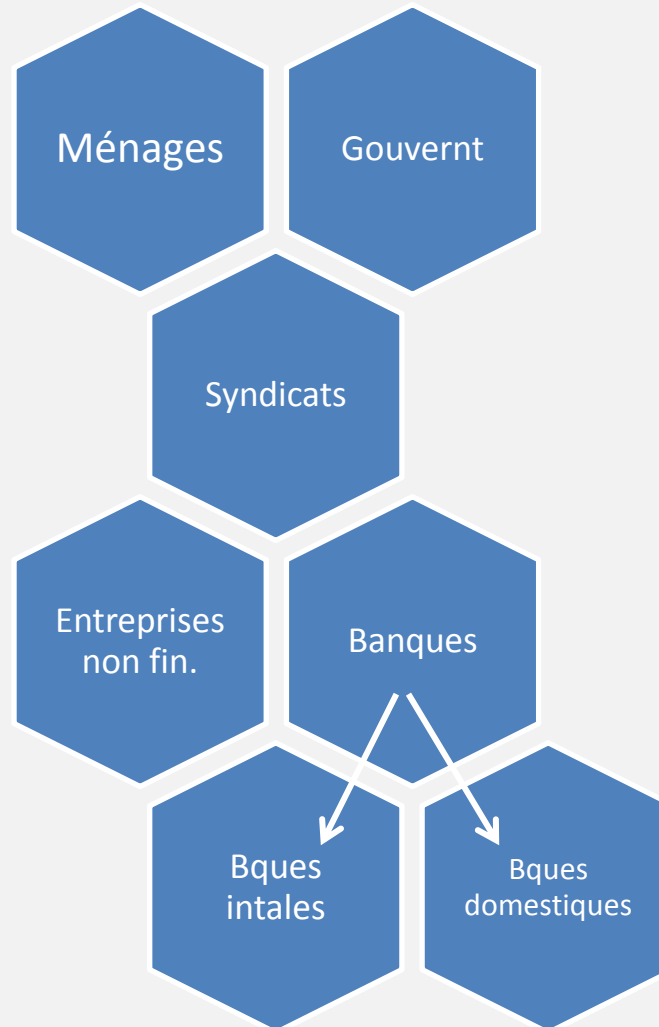 Ménages
Gouvernt
Syndicats
Entreprises
non fin.
Banques
Bques
intales
Bques
domestiques